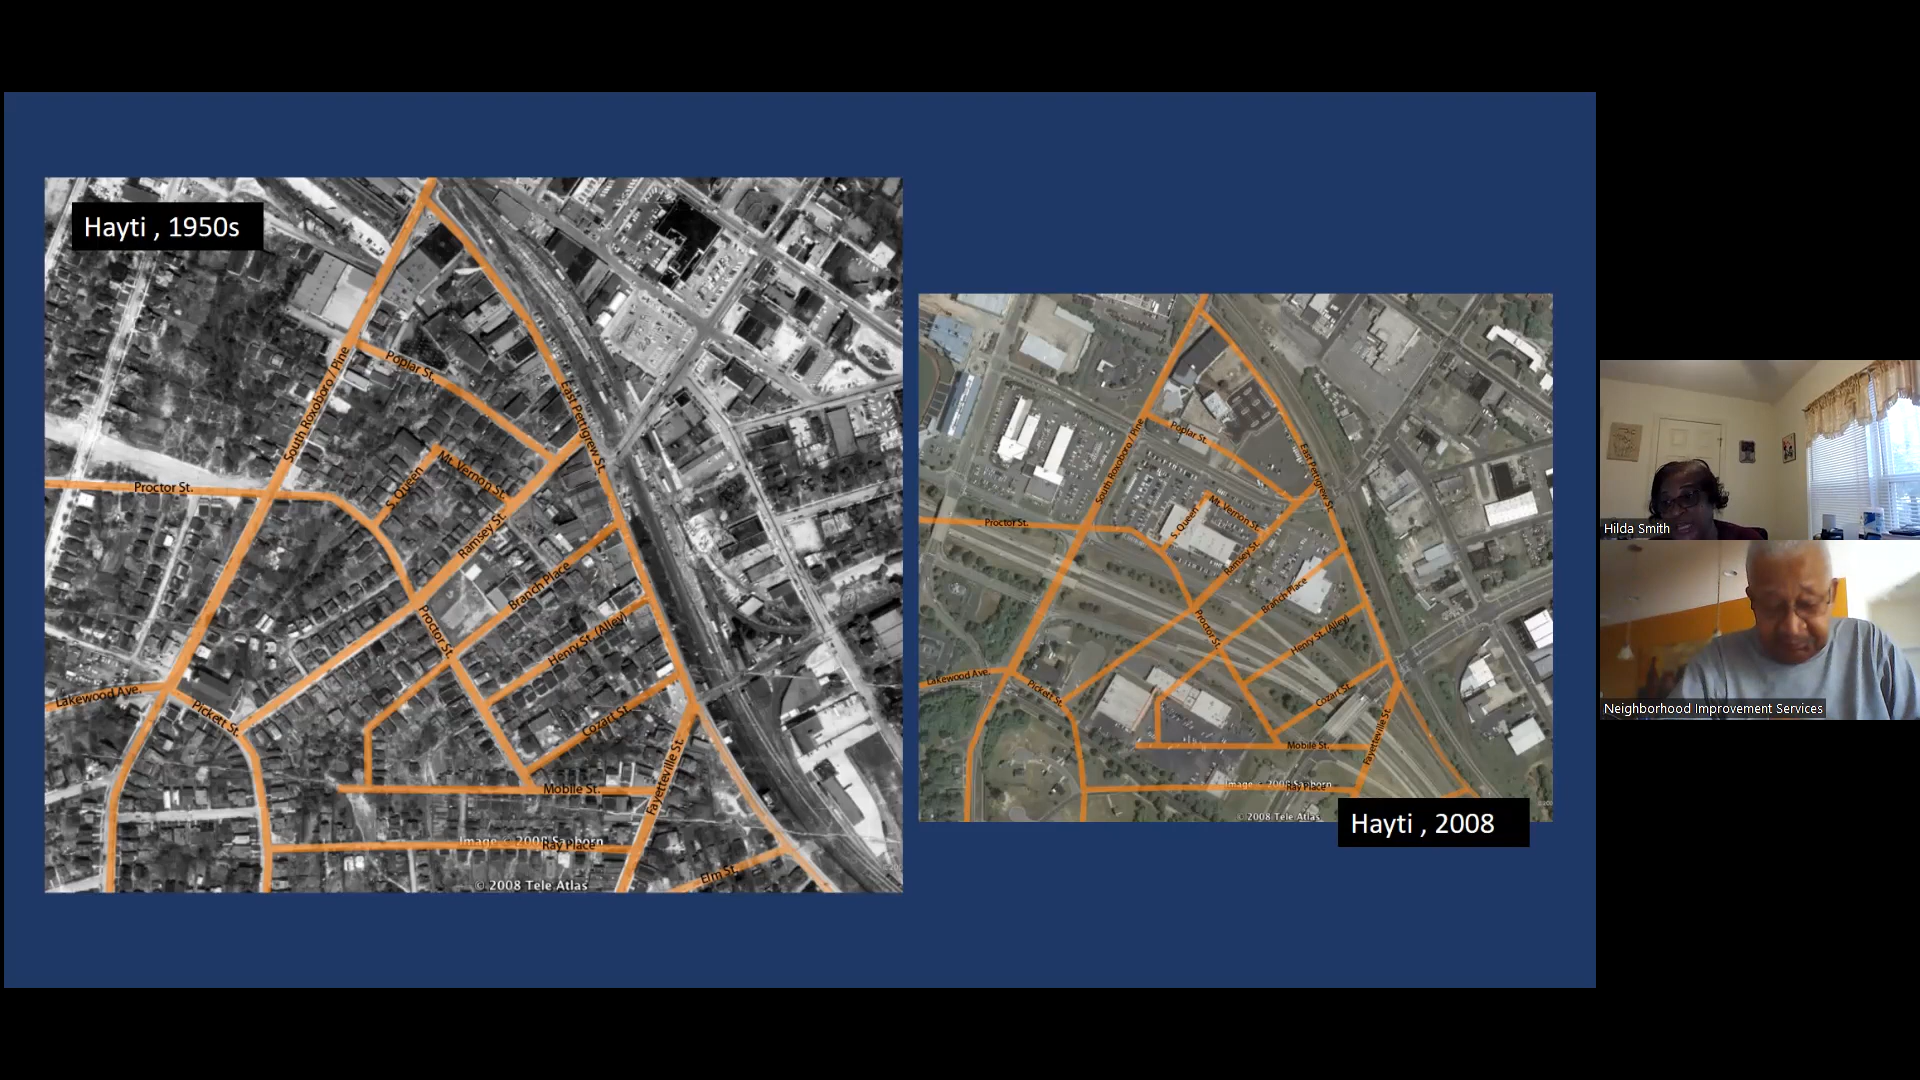 Hayti , 1950s
South Roxboro / Pine
Poplar St.
East Pettigrew St.
Proctor St.
S. Queen
Mt. Vernon St.
Ramsey St.
Branch Place
Proctor St.
Henry St. (Alley)
Lakewood Ave.
Pickett St.
Cozart St.
Mobile St.
Fayetteville St.
Image © 2008 Sanborn
Ray Place
Elm St.
© 2008 Tele Atlas
South Roxboro / Pine
Poplar St.
East Pettigrew St.
Proctor St.
S. Queen
Mt. Vernon St.
Ramsey St.
Branch Place
Proctor St.
Henry St. (Alley)
Lakewood Ave.
Pickett St.
Cozart St.
Mobile St.
Fayetteville St.
Image © 2008 Sanborn
Ray Place
© 2008 Tele Atlas
Hayti , 2008
Hilda Smith
Neighborhood Improvement Services